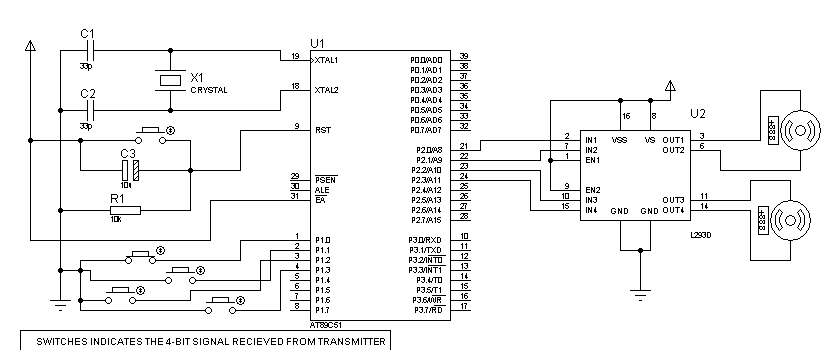 C1
33p
X1
CRYSTAL
C2
33p
C3
10u
R1
10k
U1
19 XTAL1
18 XTAL2
9 RST
29 PSEN
30 ALE
31 EA
1 P1.0
2 P1.1
3 P1.2
4 P1.3
5 P1.4
6 P1.5
7 P1.6
8 P1.7
P0.0/AD0 39
P0.1/AD1 38
P0.2/AD2 37
P0.3/AD3 36
P0.4/AD4 35
P0.5/AD5 34
P0.6/AD6 33
P0.7/AD7 32
P2.0/A8 21
P2.1/A9 22
P2.2/A10 23
P2.3/A11 24
P2.4/A12 25
P2.5/A13 26
P2.6/A14 27
P2.7/A15 28
P3.0/RXD 10
P3.1/TXD 11
P3.2/INT0 12
P3.3/INT1 13
P3.4/T0 14
P3.5/T1 15
P3.6/WR 16
P3.7/RD 17
AT89C51
U2
16 8
VSS VS
2 IN1
7 IN2
1 EN1
9 EN2
10 IN3
15 IN4
OUT1 3
OUT2 6
OUT3 11
OUT4 14
GND GND
L293D
+88.8
+88.8
SWITCHES INDICATES THE 4-BIT SIGNAL RECIEVED FROM TRANSMITTER